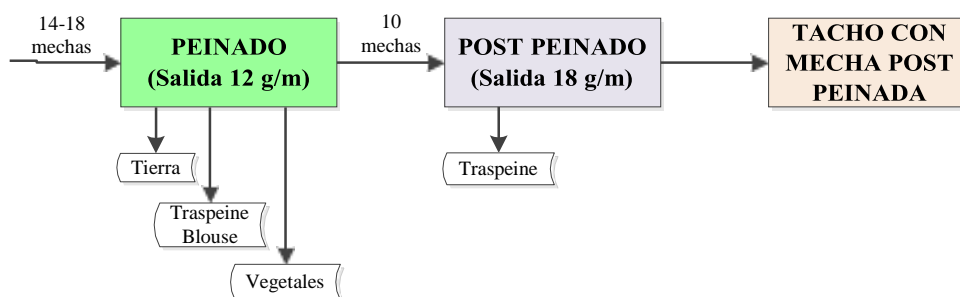 14-18
mechas
PEINADO
(Salida 12 g/m)
10
mechas
POST PEINADO
(Salida 18 g/m)
TACHO CON
MECHA POST
PEINADA
Tierra
Traspeine
Blouse
Vegetales
Traspeine